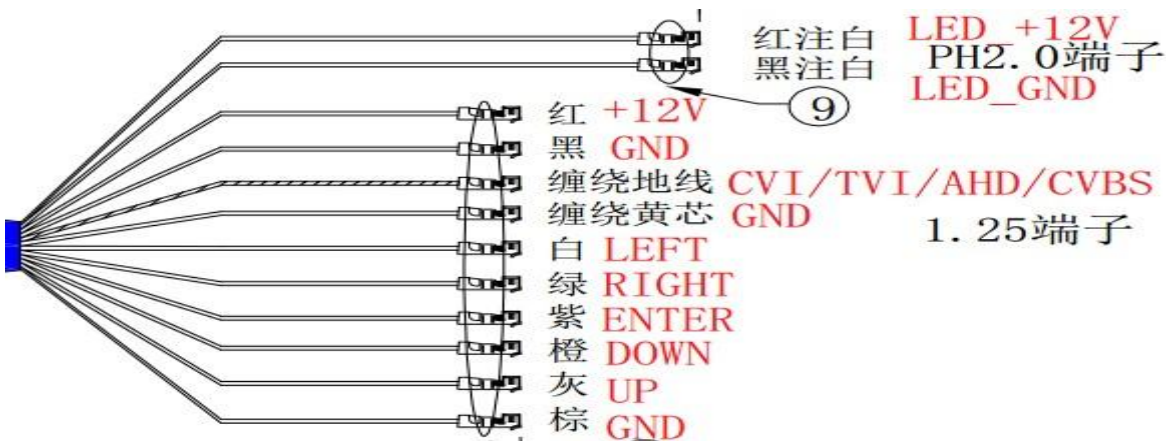 红注白 LED_+12V
黑注白 PH2.0端子
LED_GND
9
红 +12V
黑 GND
缠绕地线 CVI/TVI/AHD/CVBS
缠绕黄芯 GND
1.25端子
白 LEFT
绿 RIGHT
紫 ENTER
橙 DOWN
灰 UP
棕 GND